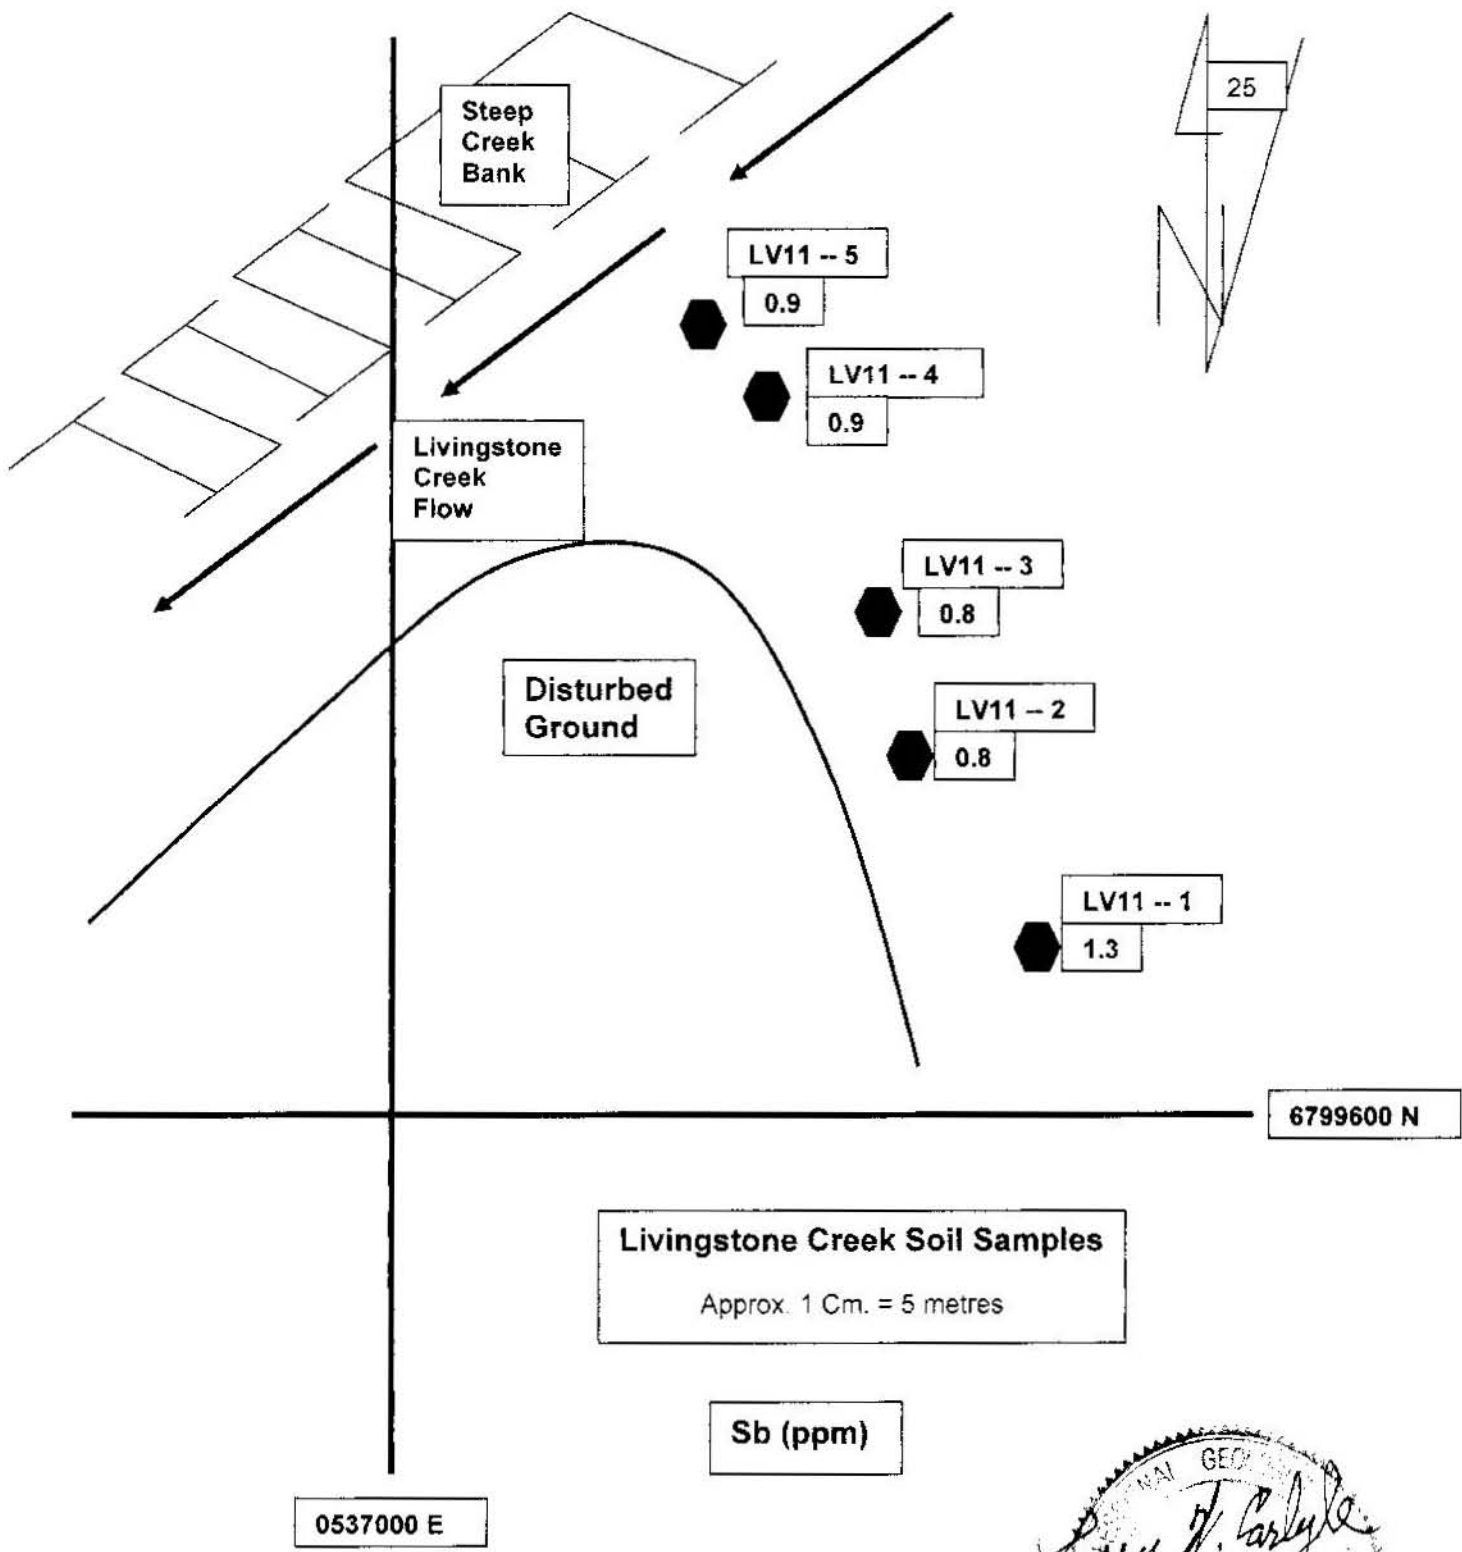 Steep
Creek
Bank
25
LV11 -- 5
0.9
LV11 -- 4
0.9
Livingstone
Creek
Flow
LV11 -- 3
0.8
Disturbed
Ground
LV11 -- 2
0.8
LV11 -- 1
1.3
6799600 N
Livingstone Creek Soil Samples
Approx. 1 Cm. = 5 metres
Sb (ppm)
0537000 E
Carlyle